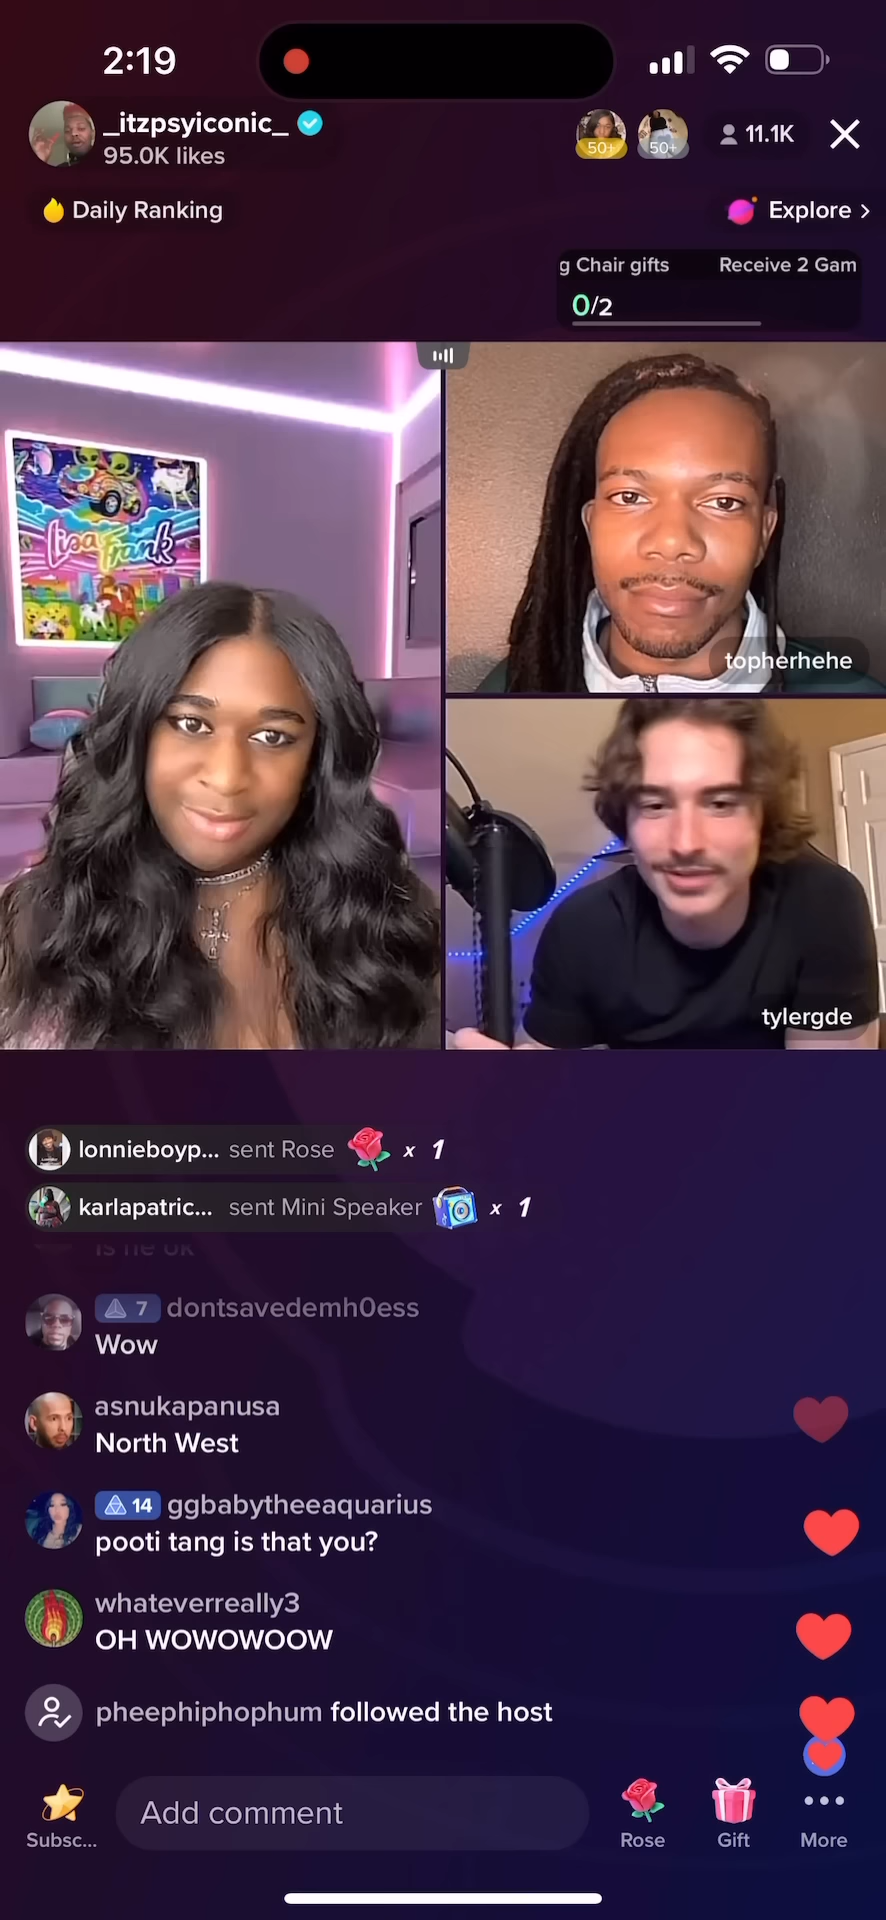 2:19
_itzpsyiconic_
95.0K likes
50+
50+
11.1K
Daily Ranking
Explore >
g Chair gifts Receive 2 Gam
0/2
Lisa Frank
topherhehe
tylergde
lonnieboyp... sent Rose x 1
karlapatric... sent Mini Speaker x 1
Is he ok
7 dontsavedemh0ess
Wow
asnukapanusa
North West
14 ggbabytheeaquarius
pooti tang is that you?
whateverreally3
OH WOWOWOOW
pheephiphophum followed the host
Subsc...
Add comment
Rose
Gift
More